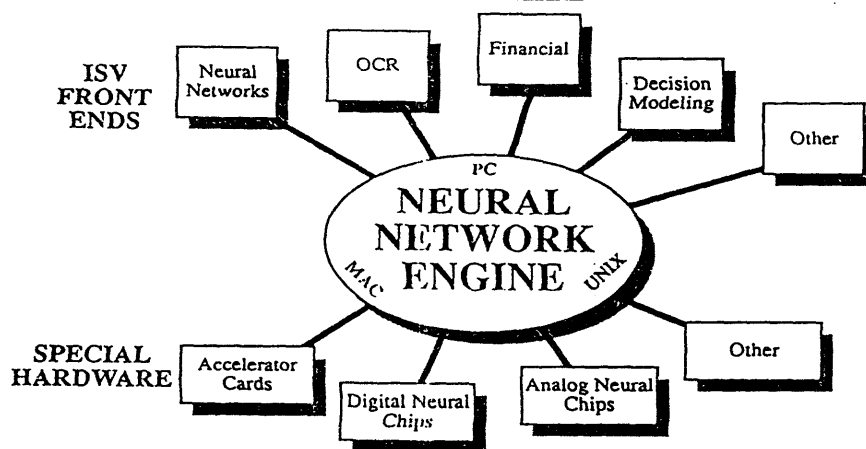 ISV
FRONT
ENDS
Neural
Networks
OCR
Financial
Decision
Modeling
Other
PC
NEURAL
NETWORK
ENGINE
MAC
UNIX
SPECIAL
HARDWARE
Accelerator
Cards
Digital Neural
Chips
Analog Neural
Chips
Other